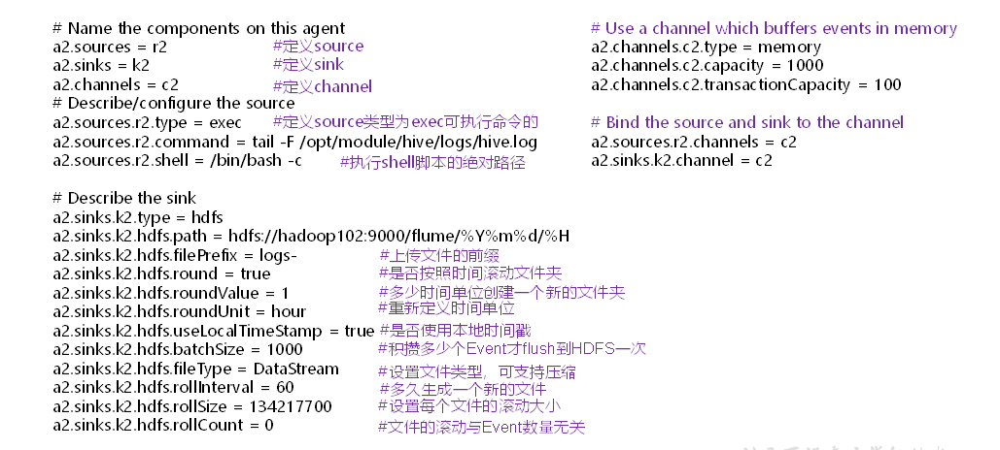 # Name the components on this agent
a2.sources = r2 #定义source
a2.sinks = k2 #定义sink
a2.channels = c2 #定义channel
# Describe/configure the source
a2.sources.r2.type = exec #定义source类型为exec可执行命令的
a2.sources.r2.command = tail -F /opt/module/hive/logs/hive.log
a2.sources.r2.shell = /bin/bash -c #执行shell脚本的绝对路径
# Describe the sink
a2.sinks.k2.type = hdfs
a2.sinks.k2.hdfs.path = hdfs://hadoop102:9000/flume/%Y%m%d/%H
a2.sinks.k2.hdfs.filePrefix = logs- #上传文件的前缀
a2.sinks.k2.hdfs.round = true #是否按照时间滚动文件夹
a2.sinks.k2.hdfs.roundValue = 1 #多少时间单位创建一个新的文件夹
a2.sinks.k2.hdfs.roundUnit = hour #重新定义时间单位
a2.sinks.k2.hdfs.useLocalTimeStamp = true #是否使用本地时间戳
a2.sinks.k2.hdfs.batchSize = 1000 #积攒多少个Event才flush到HDFS一次
a2.sinks.k2.hdfs.fileType = DataStream #设置文件类型，可支持压缩
a2.sinks.k2.hdfs.rollInterval = 60 #多久生成一个新的文件
a2.sinks.k2.hdfs.rollSize = 134217700 #设置每个文件的滚动大小
a2.sinks.k2.hdfs.rollCount = 0 #文件的滚动与Event数量无关
# Use a channel which buffers events in memory
a2.channels.c2.type = memory
a2.channels.c2.capacity = 1000
a2.channels.c2.transactionCapacity = 100
# Bind the source and sink to the channel
a2.sources.r2.channels = c2
a2.sinks.k2.channel = c2